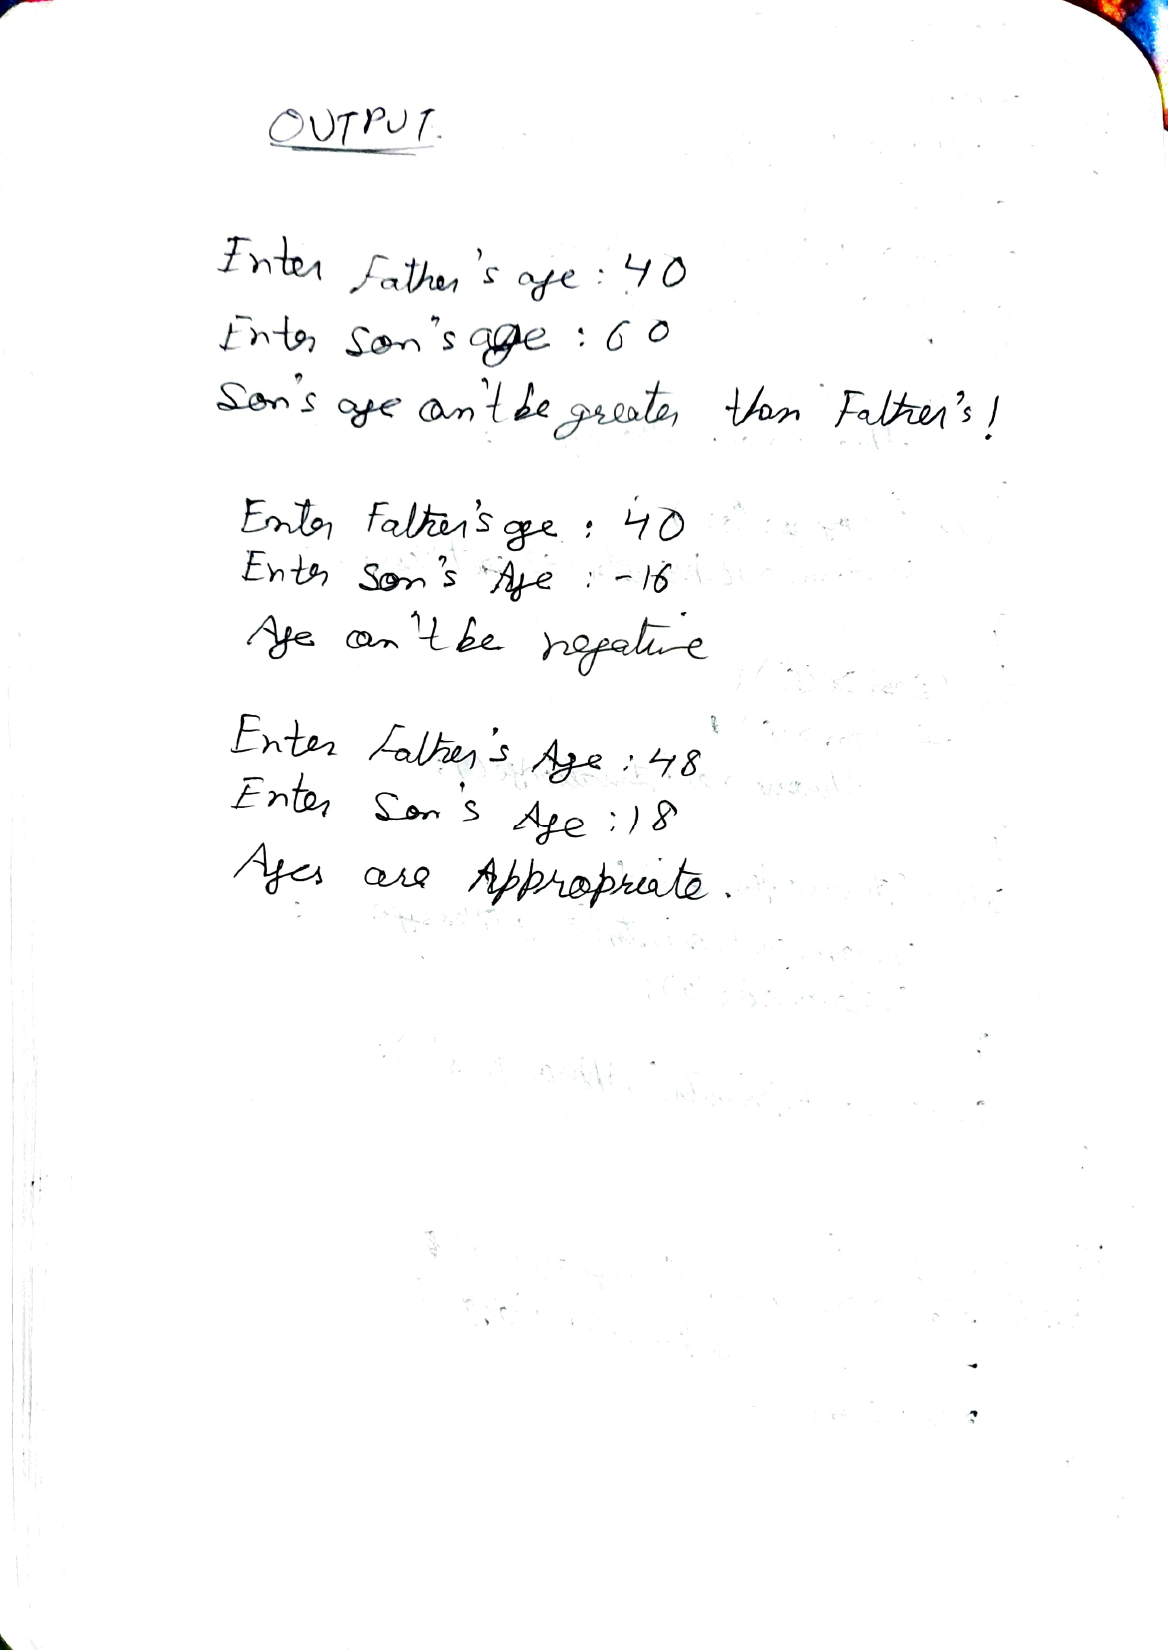 OUTPUT.
Enter Father's age : 40
Enter Son's age : 60
Son's age can't be greater than Father's!
Enter Father's age : 40
Enter Son's Age : -16
Age can't be negative
Enter Father's Age : 48
Enter Son's Age : 18
Ages are Appropriate.